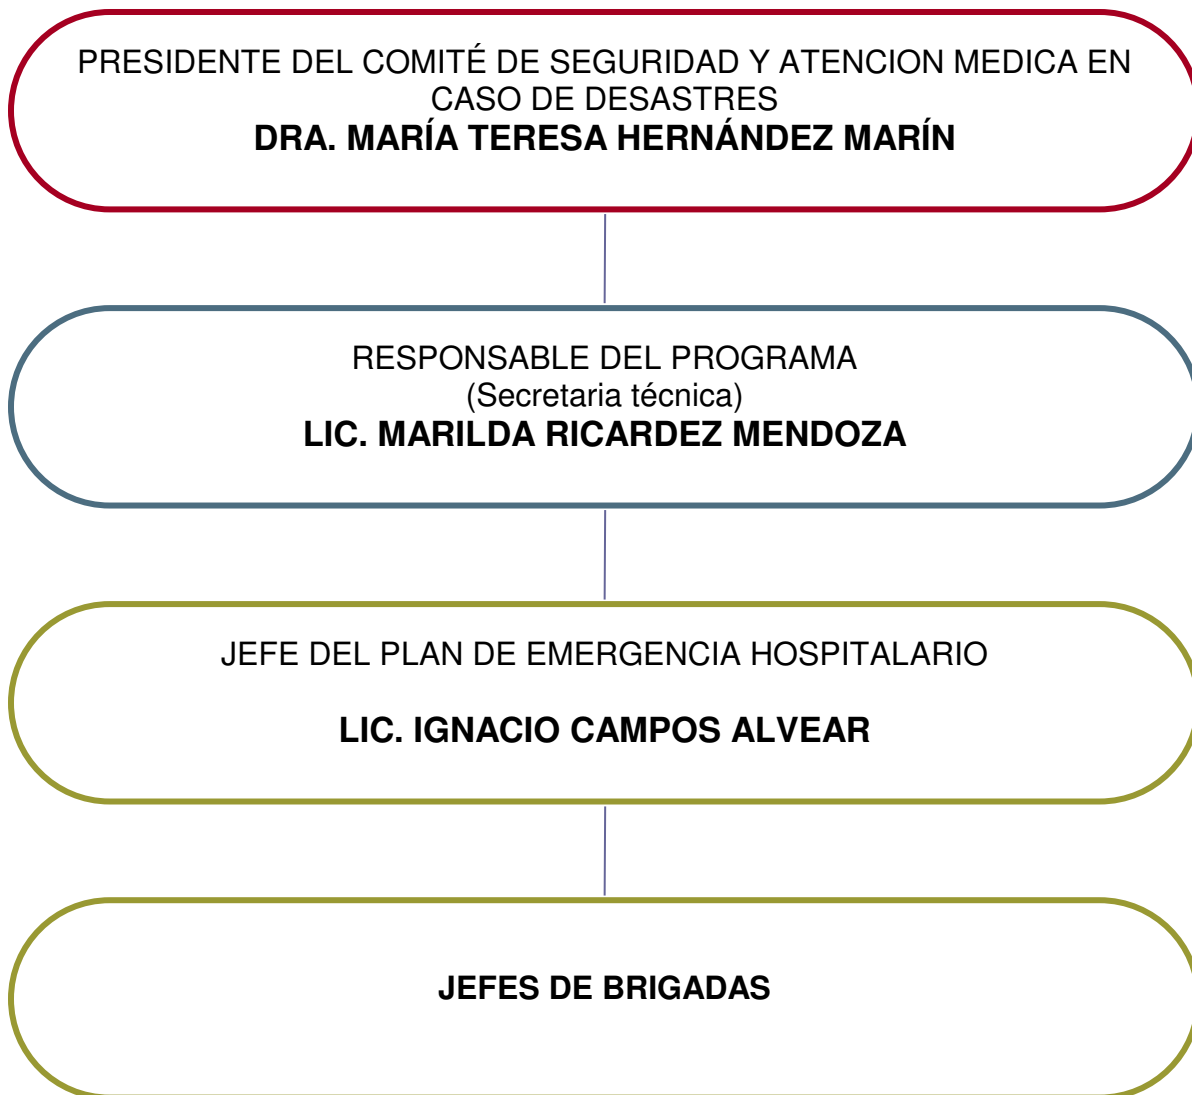 PRESIDENTE DEL COMITÉ DE SEGURIDAD Y ATENCION MEDICA EN
CASO DE DESASTRES
DRA. MARÍA TERESA HERNÁNDEZ MARÍN
RESPONSABLE DEL PROGRAMA
(Secretaria técnica)
LIC. MARILDA RICARDEZ MENDOZA
JEFE DEL PLAN DE EMERGENCIA HOSPITALARIO
LIC. IGNACIO CAMPOS ALVEAR
JEFES DE BRIGADAS